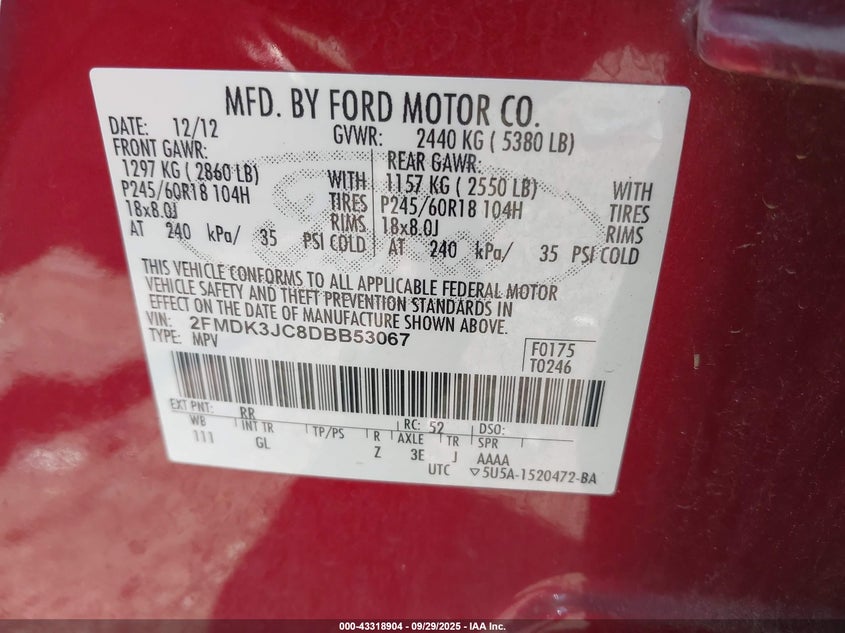 MFD. BY FORD MOTOR CO.
DATE: 12/12 GVWR: 2440 KG ( 5380 LB)
FRONT GAWR: REAR GAWR:
1297 KG ( 2860 LB) WITH 1157 KG ( 2550 LB) WITH
P245/60R18 104H TIRES P245/60R18 104H TIRES
18x8.0J RIMS 18x8.0J RIMS
AT 240 kPa/ 35 PSI COLD AT 240 kPa/ 35 PSI COLD
THIS VEHICLE CONFORMS TO ALL APPLICABLE FEDERAL MOTOR
VEHICLE SAFETY AND THEFT PREVENTION STANDARDS IN
EFFECT ON THE DATE OF MANUFACTURE SHOWN ABOVE.
VIN: 2FMDK3JC8DBB53067
TYPE: MPV
F0175
T0246
EXT PNT: RR RC: 52 DSO:
WB INT TR TP/PS R AXLE TR SPR
111 GL Z 3E J AAAA
UTC ▽5U5A-1520472-BA
000-43318904 - 09/29/2025 - IAA Inc.